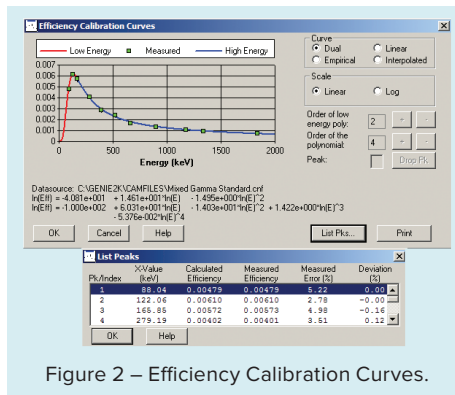 Efficiency Calibration Curves
Low Energy Measured High Energy
0.007
0.006
0.005
0.004
0.003
0.002
0.001
0
0 500 1000 1500 2000
Energy (keV)
Curve
Dual Linear
Empirical Interpolated
Scale
Linear Log
Order of low
energy poly: 2 + -
Order of the
polynomial: 4 + -
Peak: Drop Pk
Datasource: C:\GENIE2K\CAMFILES\Mixed Gamma Standard.cnf
ln(Eff) = -4.081e+001 + 1.461e+001*ln(E) - 1.495e+000*ln(E)^2
ln(Eff) = -1.000e+002 + 6.031e+001*ln(E) - 1.403e+001*ln(E)^2 + 1.422e+000*ln(E)^3
- 5.376e-002*ln(E)^4
OK Cancel Help List Pks... Print
List Peaks
X-Value Calculated Measured Measured Deviation
Pk/Index (keV) Efficiency Efficiency Error (%) (%)
1 88.04 0.00479 0.00479 5.22 0.00
2 122.06 0.00610 0.00610 2.78 -0.00
3 165.85 0.00572 0.00573 4.98 -0.16
4 279.19 0.00402 0.00401 3.51 0.12
OK Help
Figure 2 – Efficiency Calibration Curves.